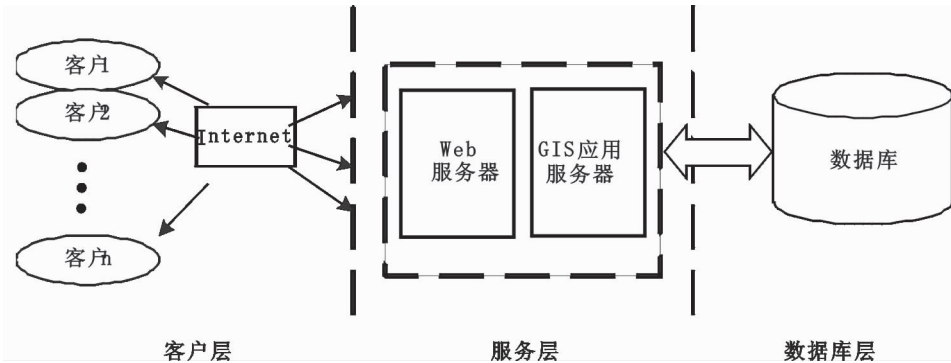 客户1
客户2
客户n
Internet
Web
服务器
GIS应用
服务器
数据库
客户层
服务层
数据库层